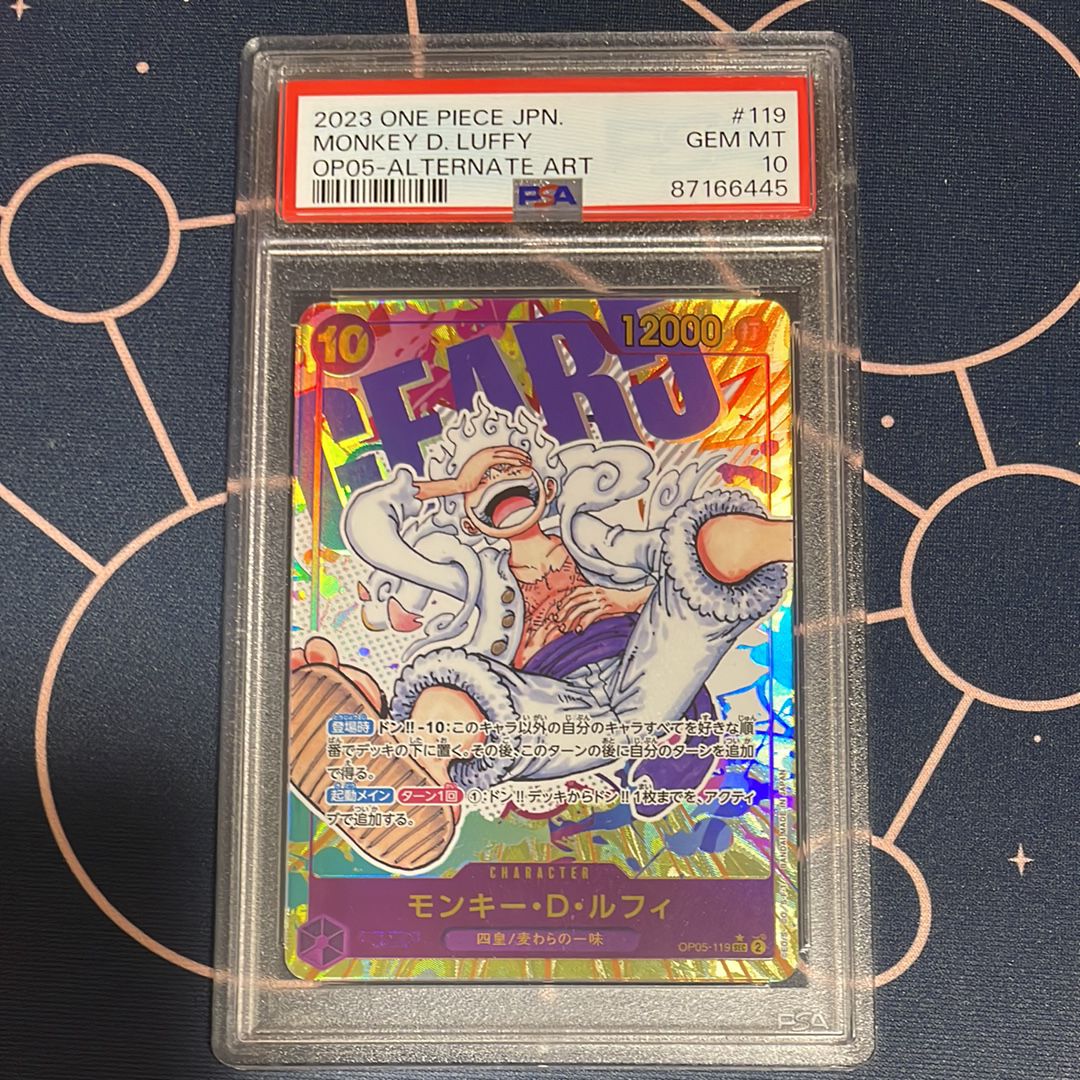 2023 ONE PIECE JPN.
#119
MONKEY D. LUFFY
GEM MT
OP05-ALTERNATE ART
10
PSA
87166445
10
12000
GEAR5
登場時 ドン!!-10:このキャラ以外の自分のキャラすべてを好きな順
番でデッキの下に置く。その後、このターンの後に自分のターンを追加
で得る。
起動メイン ターン1回 ①:ドン!!デッキからドン!!1枚までを、アクティ
ブで追加する。
CHARACTER
モンキー・D・ルフィ
四皇/麦わらの一味
OP05-119 SEC 2
PSA